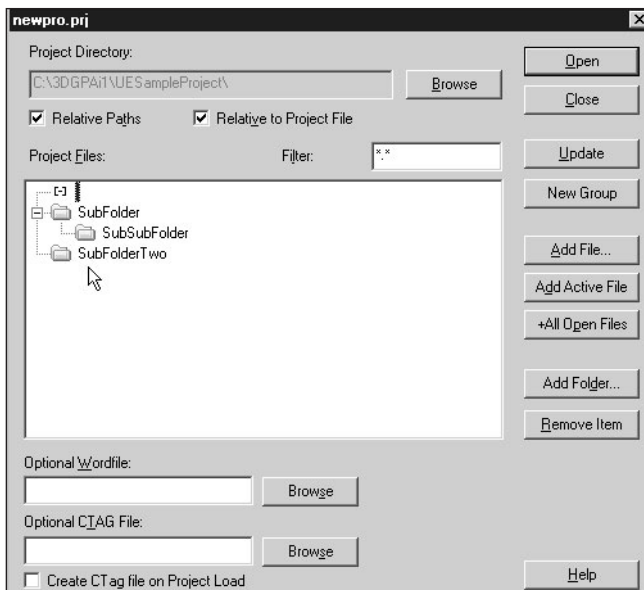 newpro.prj
Project Directory:
C:\3DGPAi1\UESampleProject\
Browse
Relative Paths
Relative to Project File
Project Files:
Filter:
*.*
[-]
SubFolder
SubSubFolder
SubFolderTwo
Optional Wordfile:
Browse
Optional CTAG File:
Browse
Create CTag file on Project Load
Open
Close
Update
New Group
Add File...
Add Active File
+All Open Files
Add Folder...
Remove Item
Help